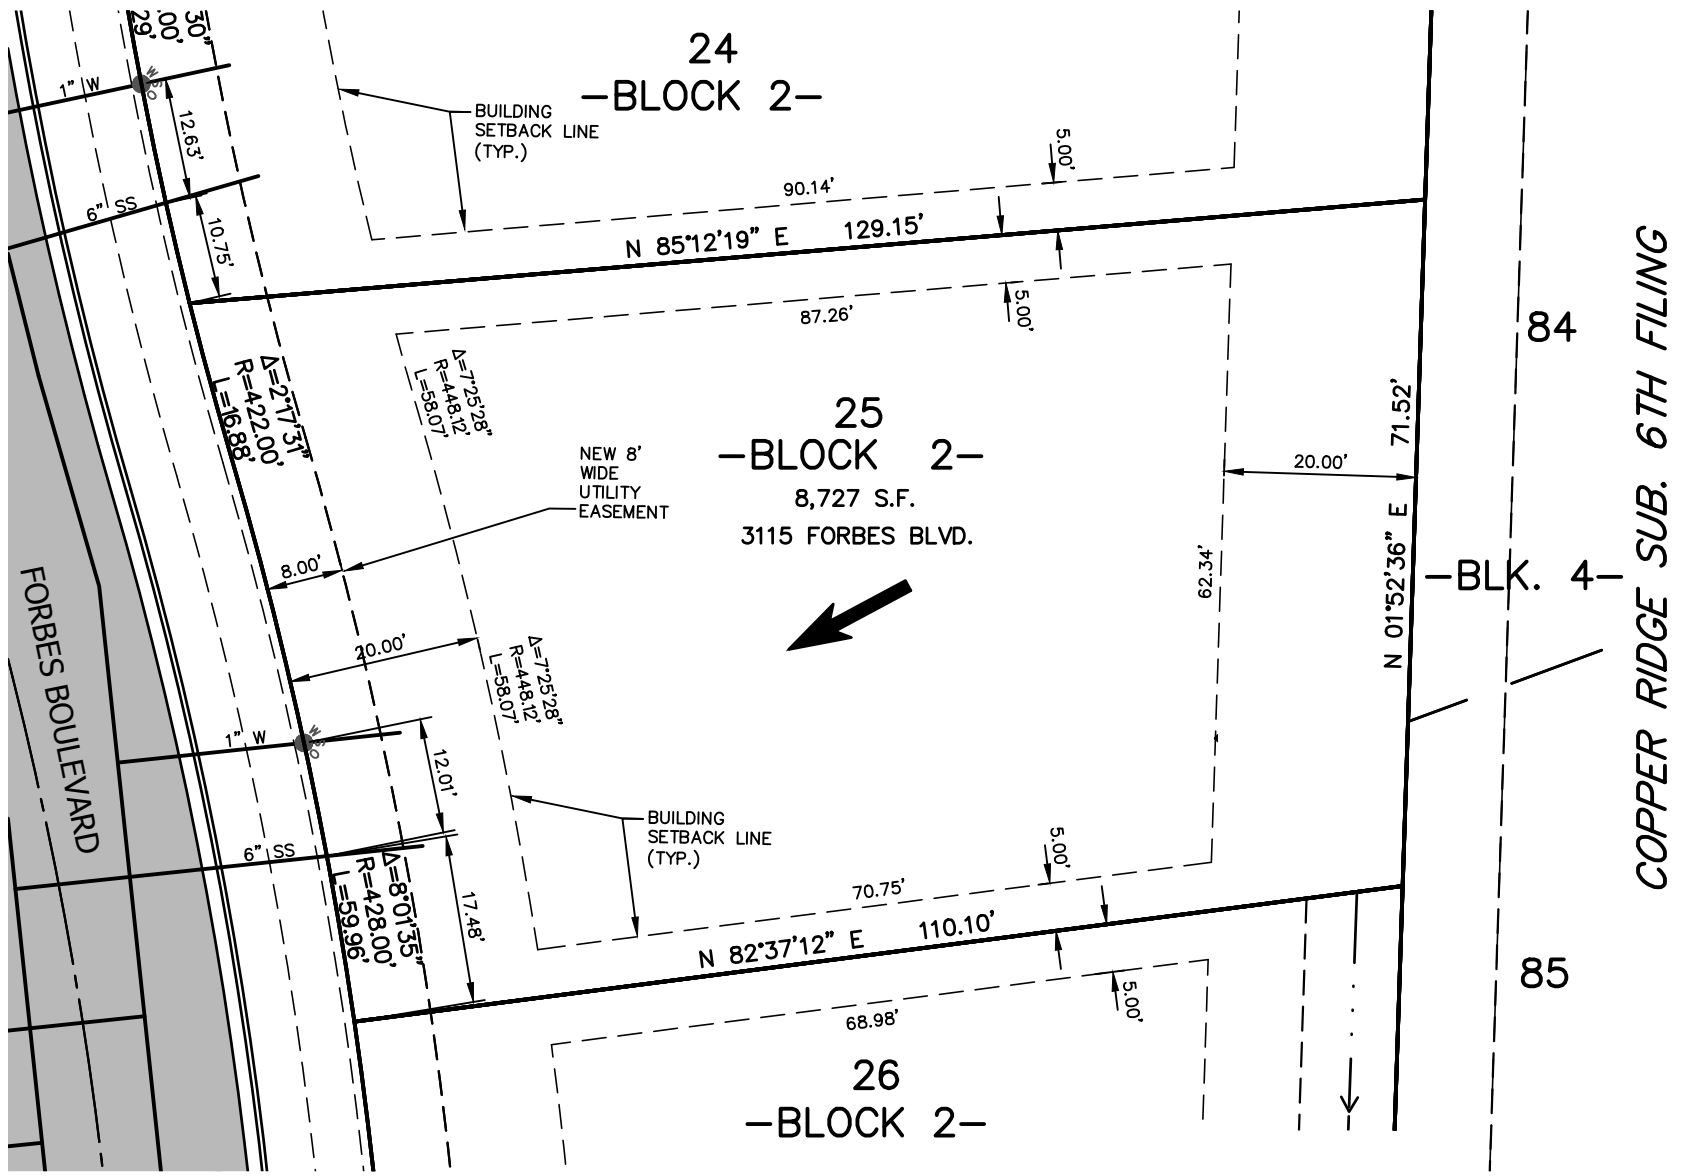 30"
.00'
29'
24
-BLOCK 2-
1" W
WSO
12.63'
BUILDING
SETBACK LINE
(TYP.)
5.00'
90.14'
6" SS
10.75'
N 85°12'19" E 129.15'
87.26'
5.00'
COPPER RIDGE SUB. 6TH FILING
84
Δ=2°17'31"
R=422.00'
L=16.88'
Δ=7°25'28"
R=448.12'
L=58.07'
25
-BLOCK 2-
8,727 S.F.
3115 FORBES BLVD.
NEW 8'
WIDE
UTILITY
EASEMENT
20.00'
N 01°52'36" E 71.52'
8.00'
62.34'
-BLK. 4-
FORBES BOULEVARD
20.00'
Δ=7°25'28"
R=448.12'
L=58.07'
1" W
WSO
12.01'
BUILDING
SETBACK LINE
(TYP.)
6" SS
Δ=8°01'35"
R=428.00'
L=59.96'
17.48'
5.00'
70.75'
N 82°37'12" E 110.10'
5.00'
68.98'
85
26
-BLOCK 2-